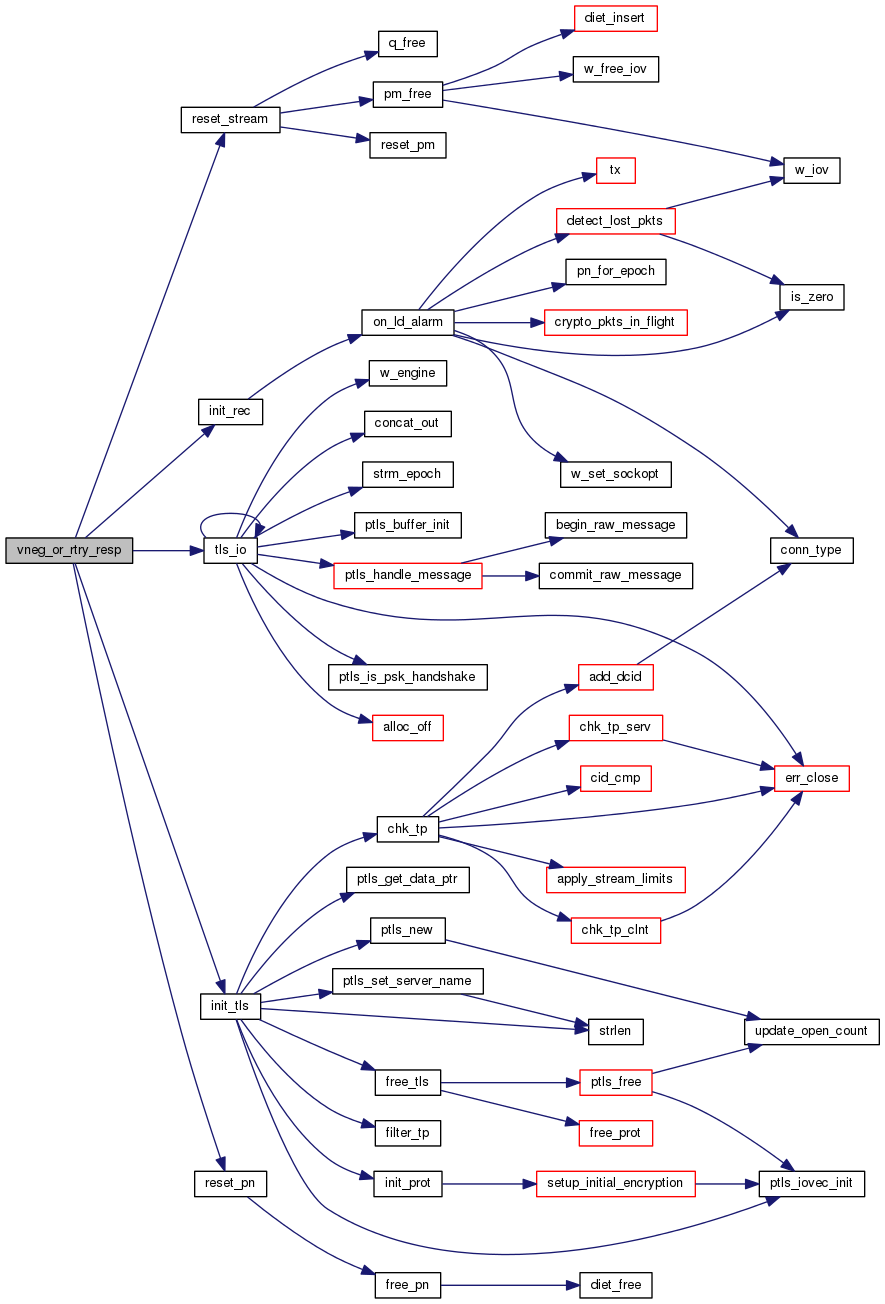 diet_insert
q_free
w_free_iov
pm_free
reset_stream
reset_pm
w_iov
tx
detect_lost_pkts
pn_for_epoch
is_zero
on_ld_alarm
crypto_pkts_in_flight
w_engine
init_rec
concat_out
strm_epoch
w_set_sockopt
ptls_buffer_init
begin_raw_message
vneg_or_rtry_resp
tls_io
conn_type
ptls_handle_message
commit_raw_message
ptls_is_psk_handshake
add_dcid
alloc_off
chk_tp_serv
cid_cmp
err_close
chk_tp
ptls_get_data_ptr
apply_stream_limits
ptls_new
chk_tp_clnt
ptls_set_server_name
init_tls
strlen
update_open_count
free_tls
ptls_free
filter_tp
free_prot
reset_pn
init_prot
setup_initial_encryption
ptls_iovec_init
free_pn
diet_free